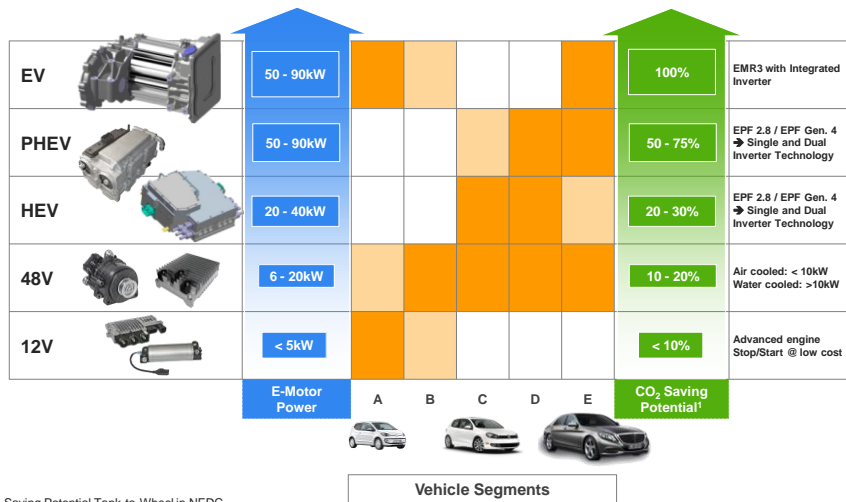 EV
50 - 90kW
100%
EMR3 with Integrated
Inverter
PHEV
50 - 90kW
50 - 75%
EPF 2.8 / EPF Gen. 4
➔ Single and Dual
Inverter Technology
HEV
20 - 40kW
20 - 30%
EPF 2.8 / EPF Gen. 4
➔ Single and Dual
Inverter Technology
48V
6 - 20kW
10 - 20%
Air cooled: < 10kW
Water cooled: >10kW
12V
< 5kW
< 10%
Advanced engine
Stop/Start @ low cost
E-Motor
Power
A B C D E
CO₂ Saving
Potential¹
Vehicle Segments
Saving Potential Tank-to-Wheel in NEDC